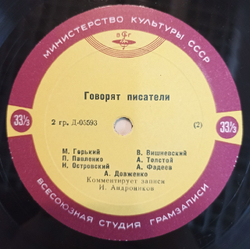 МИНИСТЕРСТВО КУЛЬТУРЫ СССР
33⅓ 33⅓
Говорят писатели
2 гр. Д-05593 (2)
М. Горький В. Вишневский
П. Павленко А. Толстой
Н. Островский А. Фадеев
А. Довженко
Комментирует записи
И. Андроников
ВСЕСОЮЗНАЯ СТУДИЯ ГРАМЗАПИСИ